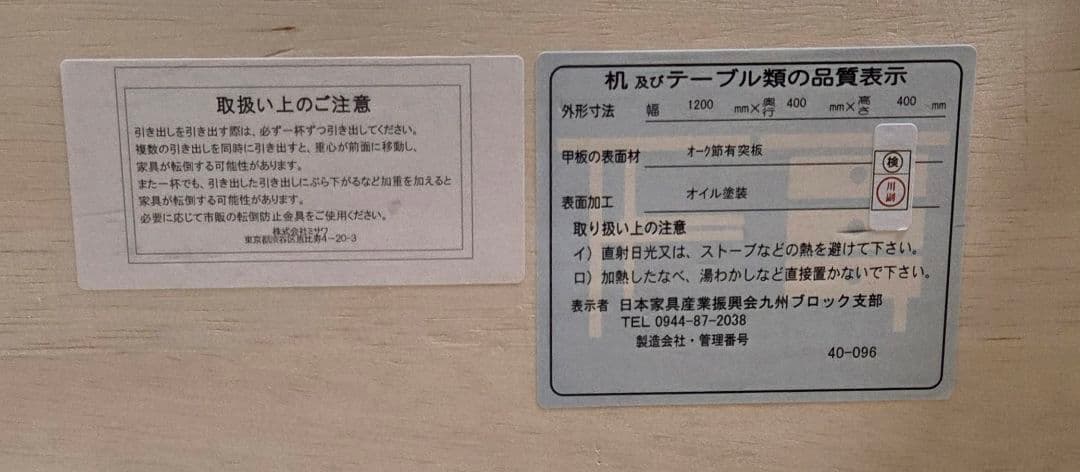 取扱い上のご注意
引き出しを引き出す際は、必ず一杯ずつ引き出してください。
複数の引き出しを同時に引き出すと、重心が前面に移動し、
家具が転倒する可能性があります。
また一杯でも、引き出した引き出しにぶら下がるなど加重を加えると
家具が転倒する可能性があります。
必要に応じて市販の転倒防止金具をご使用ください。
株式会社ミサワ
東京都渋谷区恵比寿4-20-3
机及びテーブル類の品質表示
外形寸法 幅 1200 mm×奥行 400 mm×高さ 400 mm
甲板の表面材 オーク節有突板
表面加工 オイル塗装
検
川副
取り扱い上の注意
イ）直射日光又は、ストーブなどの熱を避けて下さい。
ロ）加熱したなべ、湯わかしなど直接置かないで下さい。
表示者 日本家具産業振興会九州ブロック支部
TEL 0944-87-2038
製造会社・管理番号
40-096